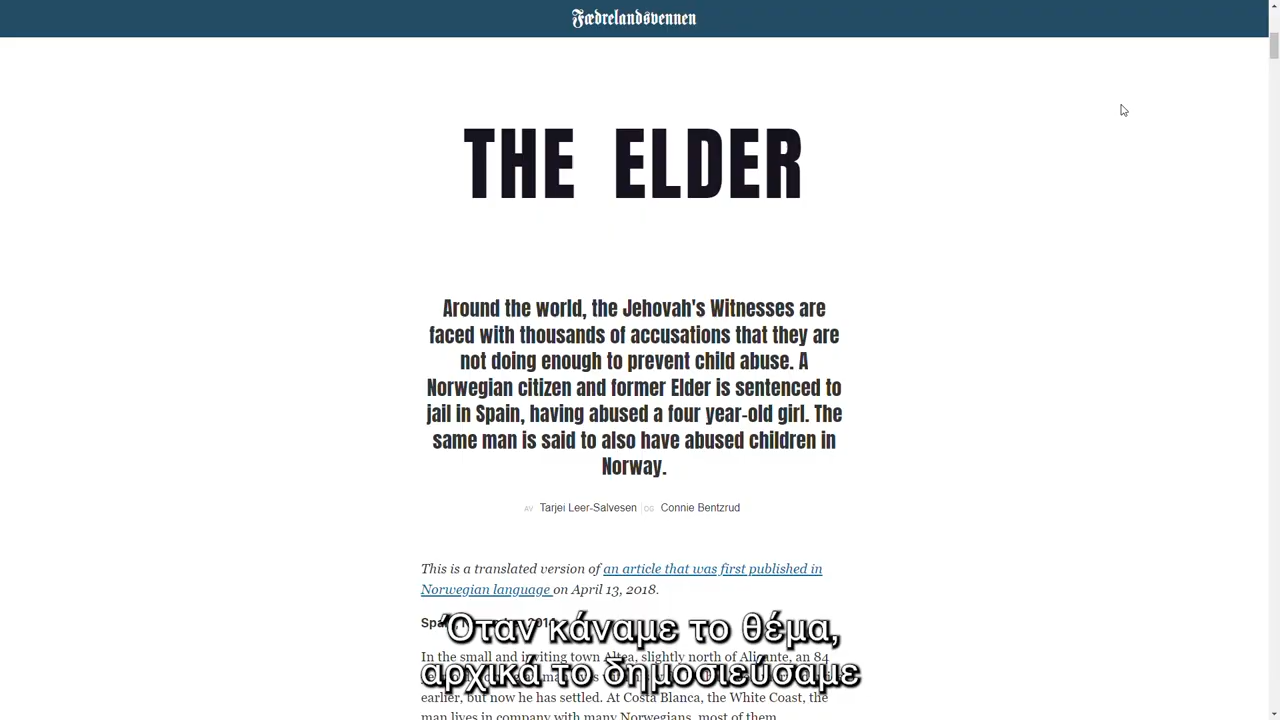 Fædrelandsvennen
THE ELDER
Around the world, the Jehovah's Witnesses are
faced with thousands of accusations that they are
not doing enough to prevent child abuse. A
Norwegian citizen and former Elder is sentenced to
jail in Spain, having abused a four year-old girl. The
same man is said to also have abused children in
Norway.
AV Tarjei Leer-Salvesen OG Connie Bentzrud
This is a translated version of an article that was first published in
Norwegian language on April 13, 2018.
Όταν κάναμε το θέμα,
In the small and inviting town Altea, slightly north of Alicante, an 84
αρχικά το δημοσιεύσαμε
earlier, but now he has settled. At Costa Blanca, the White Coast, the
man lives in company with many Norwegians, most of them